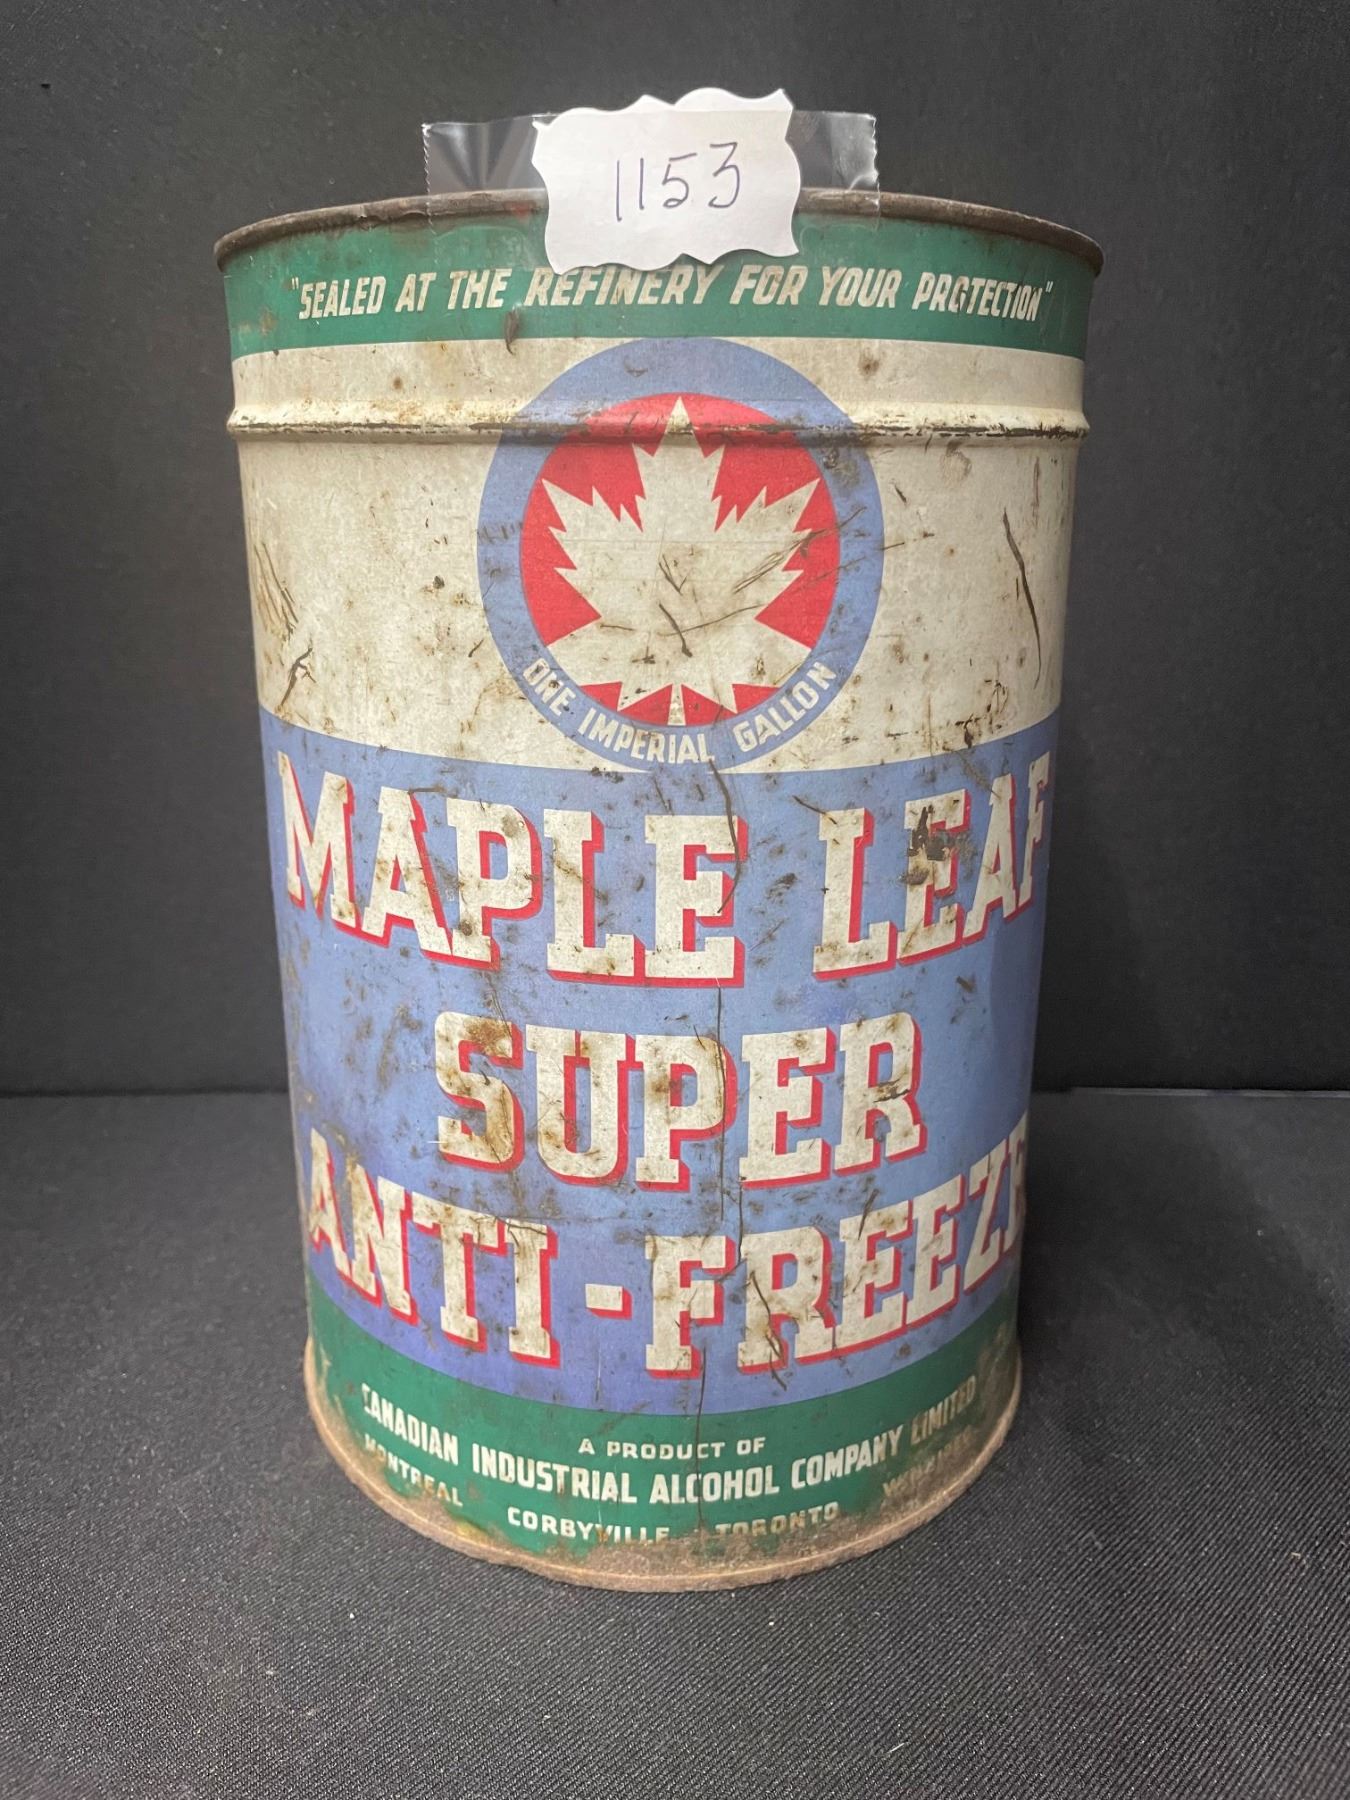 1153
"SEALED AT THE REFINERY FOR YOUR PROTECTION"
ONE IMPERIAL GALLON
MAPLE LEAF
SUPER
ANTI-FREEZE
A PRODUCT OF
CANADIAN INDUSTRIAL ALCOHOL COMPANY LIMITED
MONTREAL CORBYVILLE TORONTO WINNIPEG